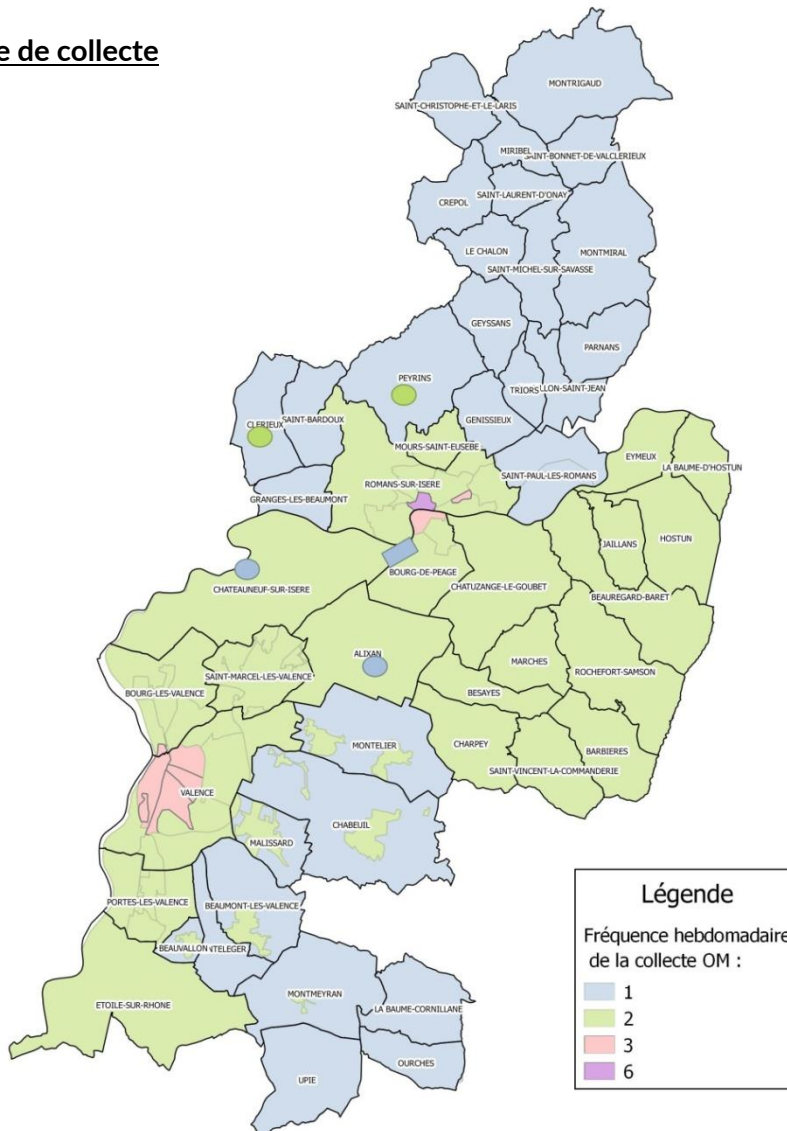 e de collecte
MONTRIGAUD
SAINT-CHRISTOPHE-ET-LE-LARIS
MIRIBEL
SAINT-BONNET-DE-VALCLERIEUX
SAINT-LAURENT-D'ONAY
CREPOL
LE CHALON
MONTMIRAL
SAINT-MICHEL-SUR-SAVASSE
GEYSSANS
PARNANS
PEYRINS
TRIORS
LLON-SAINT-JEAN
CLERIEUX
SAINT-BARDOUX
GENISSIEUX
MOURS-SAINT-EUSEBE
EYMEUX
LA BAUME-D'HOSTUN
SAINT-PAUL-LES-ROMANS
ROMANS-SUR-ISERE
GRANGES-LES-BEAUMONT
HOSTUN
JAILLANS
BOURG-DE-PEAGE
CHATEAUNEUF-SUR-ISERE
CHATUZANGE-LE-GOUBET
BEAUREGARD-BARET
ALIXAN
MARCHES
SAINT-MARCEL-LES-VALENCE
ROCHEFORT-SAMSON
BOURG-LES-VALENCE
BESAYES
MONTELIER
CHARPEY
BARBIERES
SAINT-VINCENT-LA-COMMANDERIE
VALENCE
CHABEUIL
MALISSARD
PORTES-LES-VALENCE
BEAUMONT-LES-VALENCE
BEAUVALLON
NTELEGER
ETOILE-SUR-RHONE
MONTMEYRAN
LA BAUME-CORNILLANE
OURCHES
UPIE
Légende
Fréquence hebdomadaire
de la collecte OM :
1
2
3
6